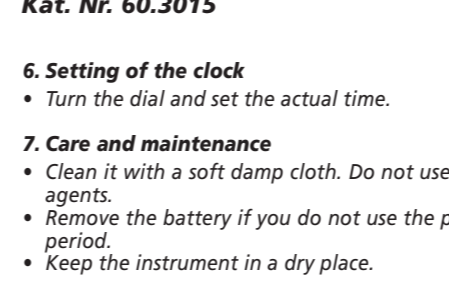 Kat. Nr. 60.3015
6. Setting of the clock
• Turn the dial and set the actual time.
7. Care and maintenance
• Clean it with a soft damp cloth. Do not use
agents.
• Remove the battery if you do not use the
period.
• Keep the instrument in a dry place.